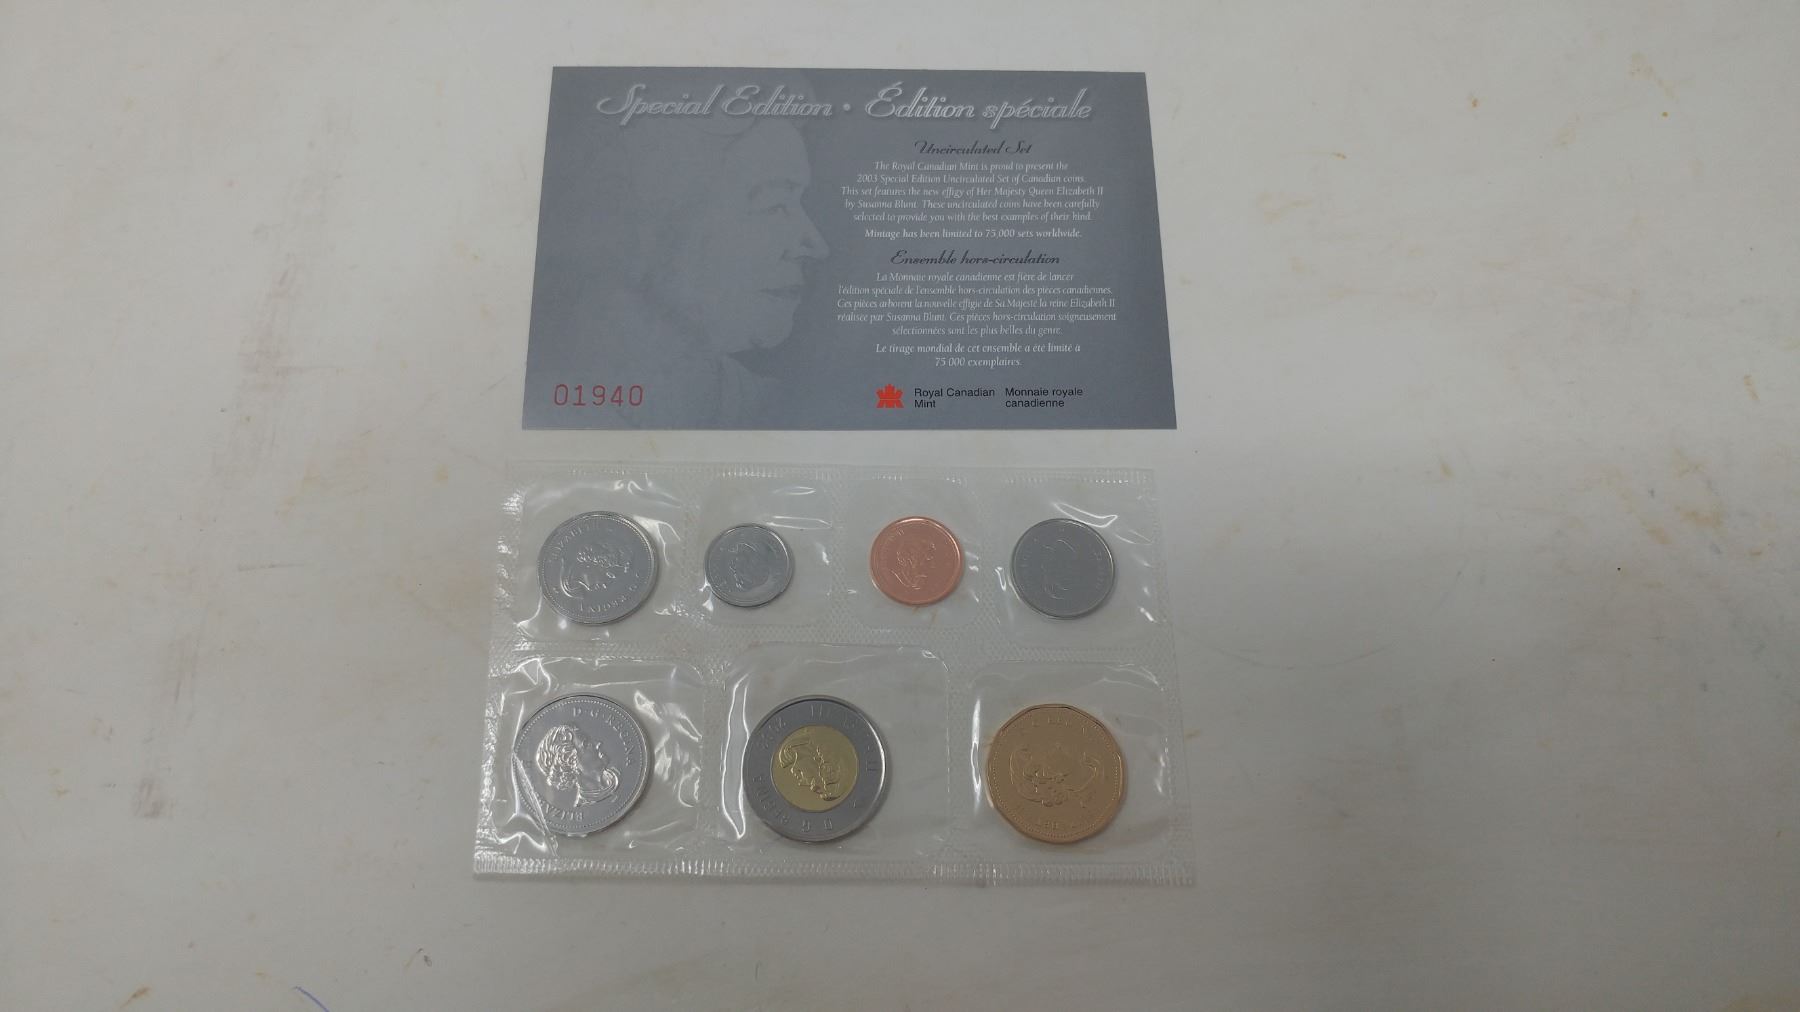 Special Edition • Édition spéciale
Uncirculated Set
The Royal Canadian Mint is proud to present the
2003 Special Edition Uncirculated Set of Canadian coins.
This set features the new effigy of Her Majesty Queen Elizabeth II
by Susanna Blunt. These uncirculated coins have been carefully
selected to provide you with the best examples of their kind.
Mintage has been limited to 75,000 sets worldwide.
Ensemble hors-circulation
La Monnaie royale canadienne est fière de lancer
l'édition spéciale de l'ensemble hors-circulation des pièces canadiennes.
Ces pièces arborent la nouvelle effigie de Sa Majesté la reine Elizabeth II
réalisée par Susanna Blunt. Ces pièces hors-circulation soigneusement
sélectionnées sont les plus belles du genre.
Le tirage mondial de cet ensemble a été limité à
75 000 exemplaires.
01940
Royal Canadian Mint
Monnaie royale canadienne
D·G·REGINA